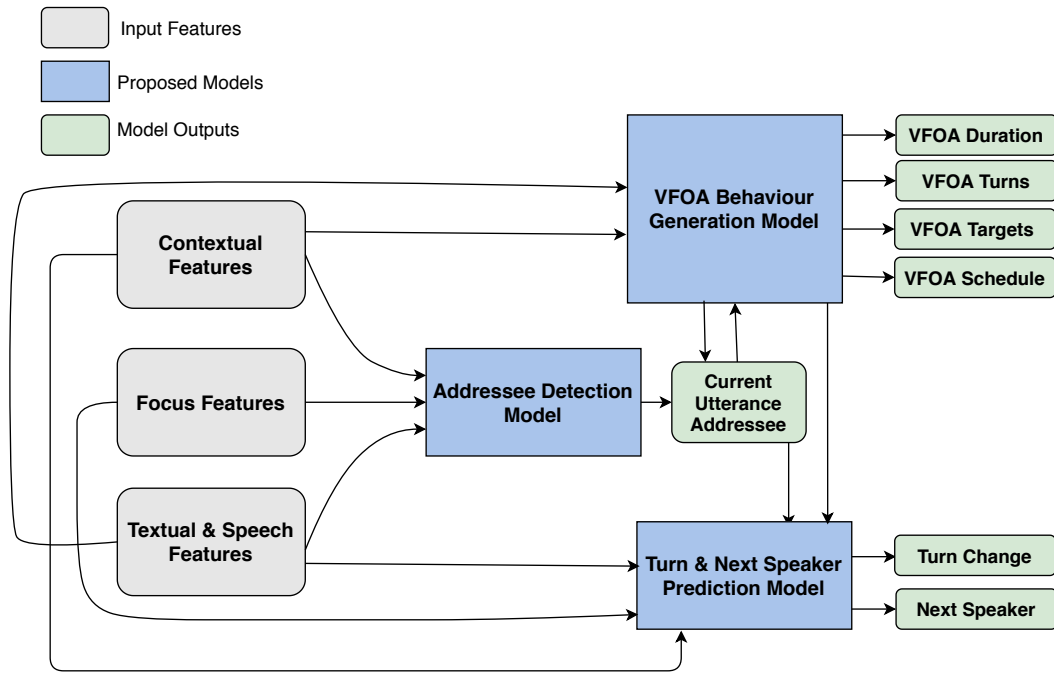 Input Features
Proposed Models
Model Outputs
VFOA Behaviour
Generation Model
VFOA Duration
VFOA Turns
VFOA Targets
VFOA Schedule
Contextual
Features
Focus Features
Addressee Detection
Model
Current
Utterance
Addressee
Textual & Speech
Features
Turn & Next Speaker
Prediction Model
Turn Change
Next Speaker